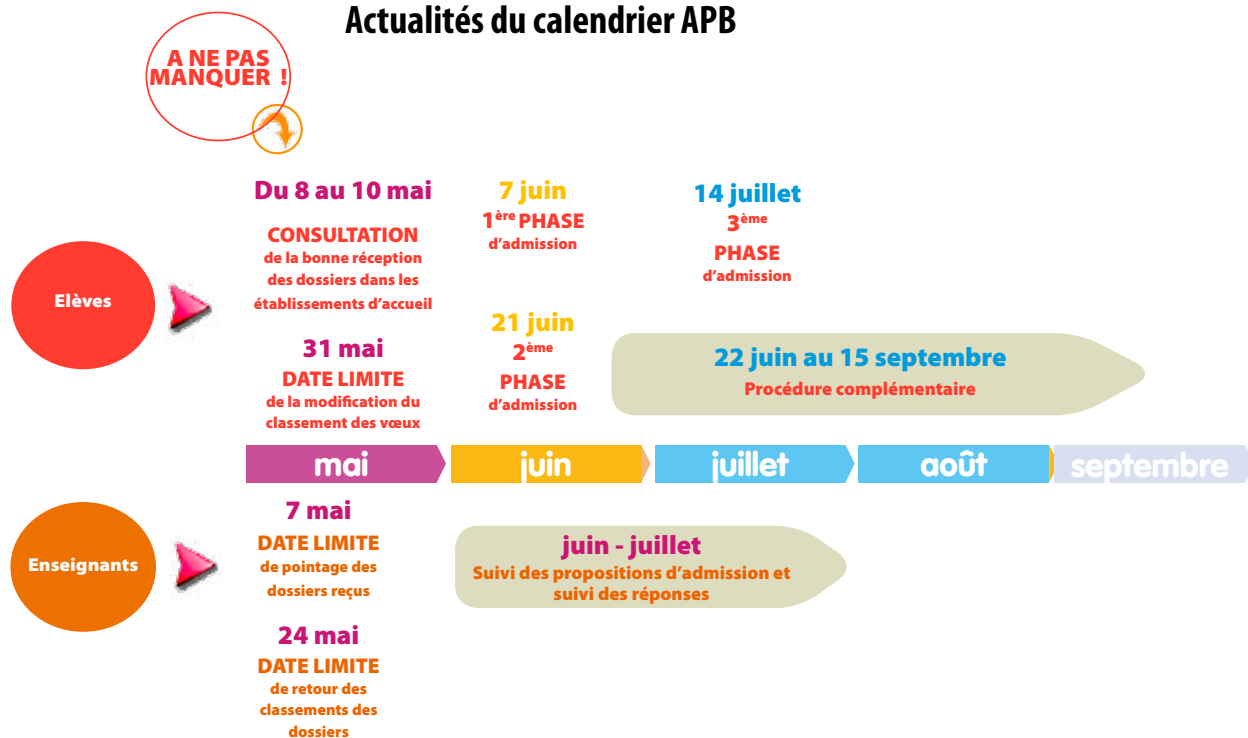 Actualités du calendrier APB
A NE PAS
MANQUER !
Elèves
Du 8 au 10 mai
CONSULTATION
de la bonne réception
des dossiers dans les
établissements d'accueil
31 mai
DATE LIMITE
de la modification du
classement des vœux
7 juin
1ère PHASE
d'admission
21 juin
2ème
PHASE
d'admission
14 juillet
3ème
PHASE
d'admission
22 juin au 15 septembre
Procédure complémentaire
mai
juin
juillet
août
septembre
Enseignants
7 mai
DATE LIMITE
de pointage des
dossiers reçus
24 mai
DATE LIMITE
de retour des
classements des
dossiers
juin - juillet
Suivi des propositions d'admission et
suivi des réponses